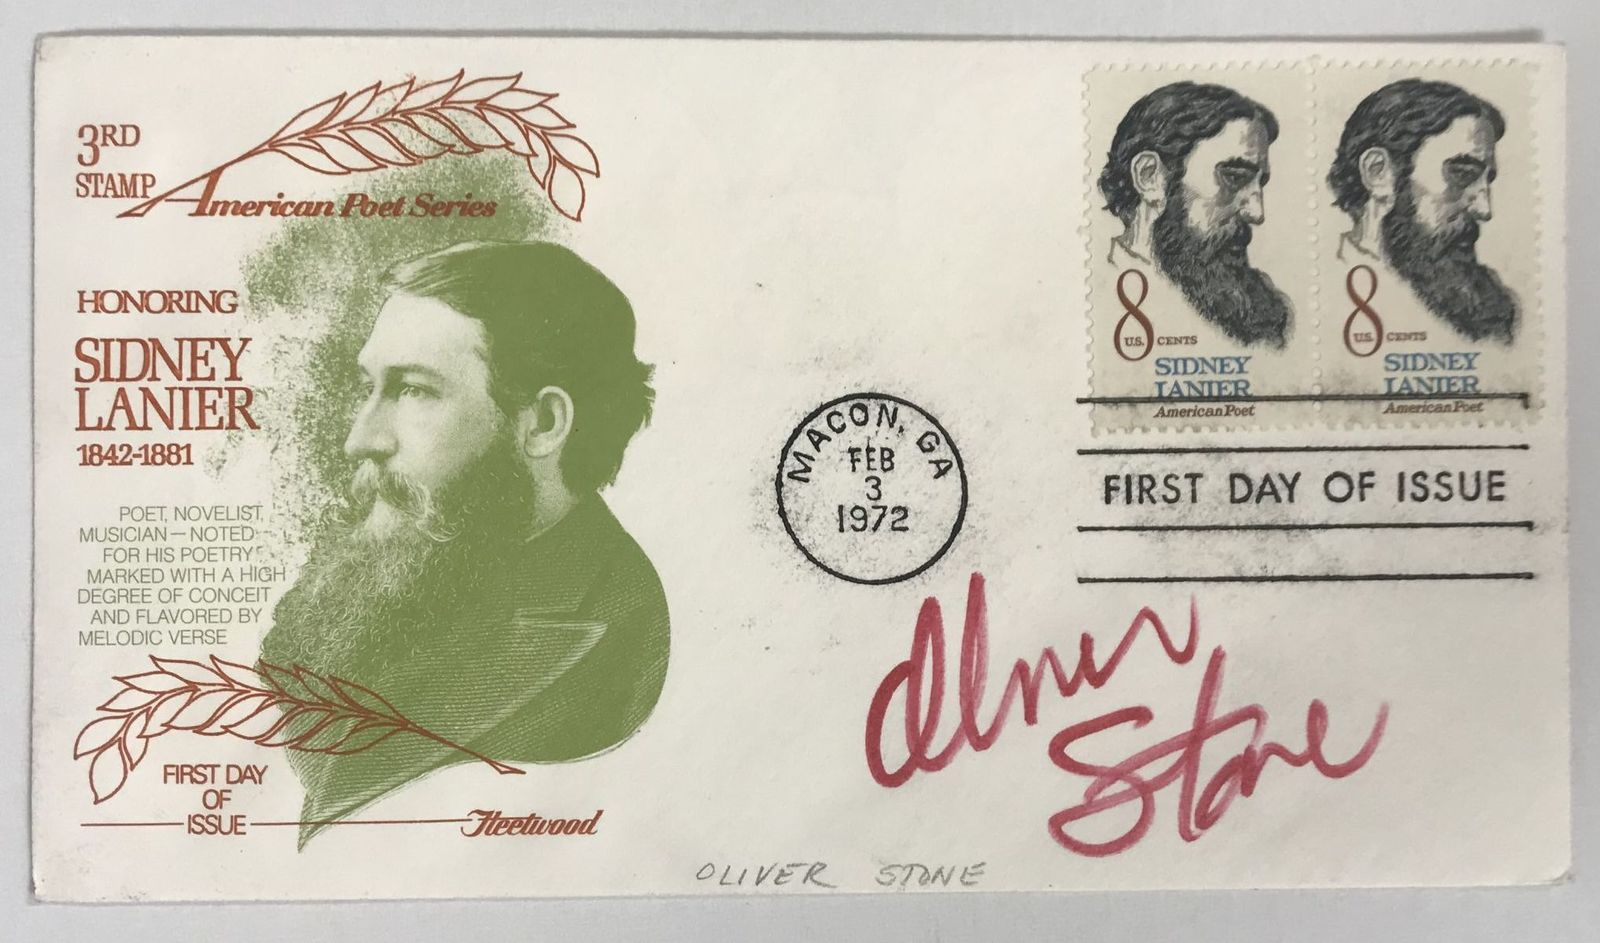 3RD
STAMP
American Poet Series
HONORING
SIDNEY
LANIER
1842-1881
POET, NOVELIST,
MUSICIAN—NOTED
FOR HIS POETRY
MARKED WITH A HIGH
DEGREE OF CONCEIT
AND FLAVORED BY
MELODIC VERSE
FIRST DAY
OF
ISSUE
Fleetwood
8
U.S. CENTS
SIDNEY
LANIER
American Poet
8
U.S. CENTS
SIDNEY
LANIER
American Poet
MACON, GA
FEB
3
1972
FIRST DAY OF ISSUE
Oliver
Stone
OLIVER STONE